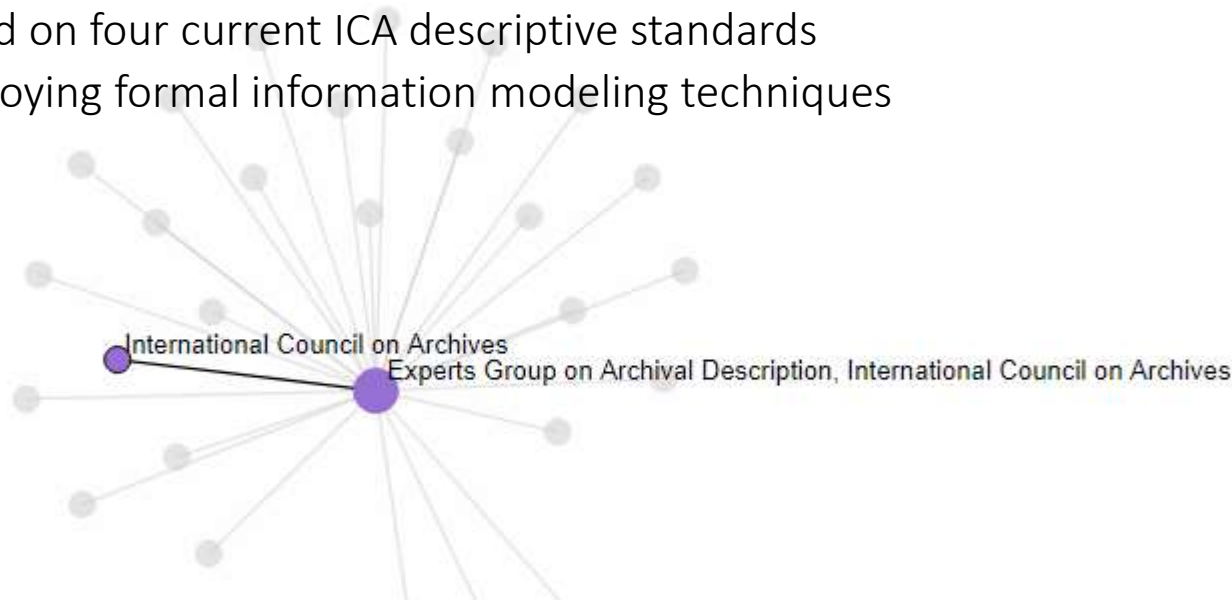 d on four current ICA descriptive standards
oying formal information modeling techniques
International Council on Archives
Experts Group on Archival Description, International Council on Archives